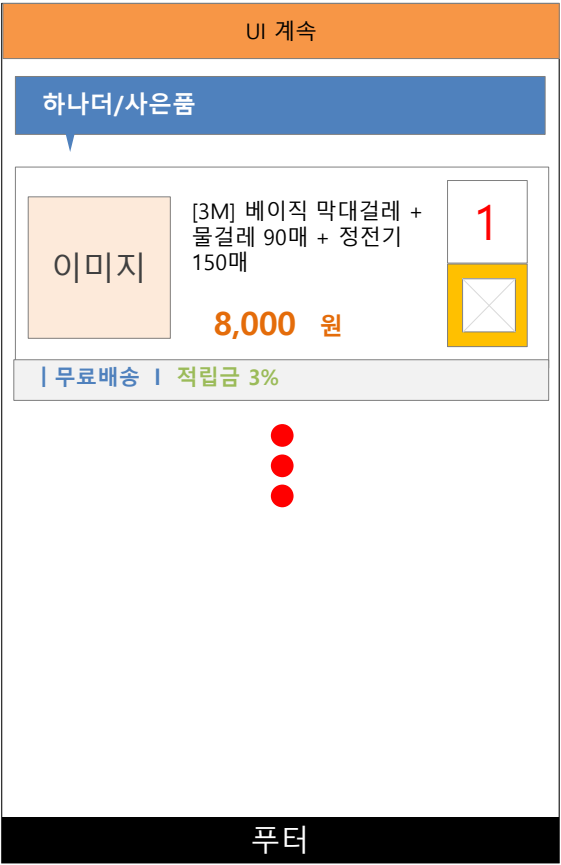 UI 계속
하나더/사은품
이미지
[3M] 베이직 막대걸레 +
물걸레 90매 + 정전기
150매
8,000 원
1
| 무료배송 I 적립금 3%
푸터